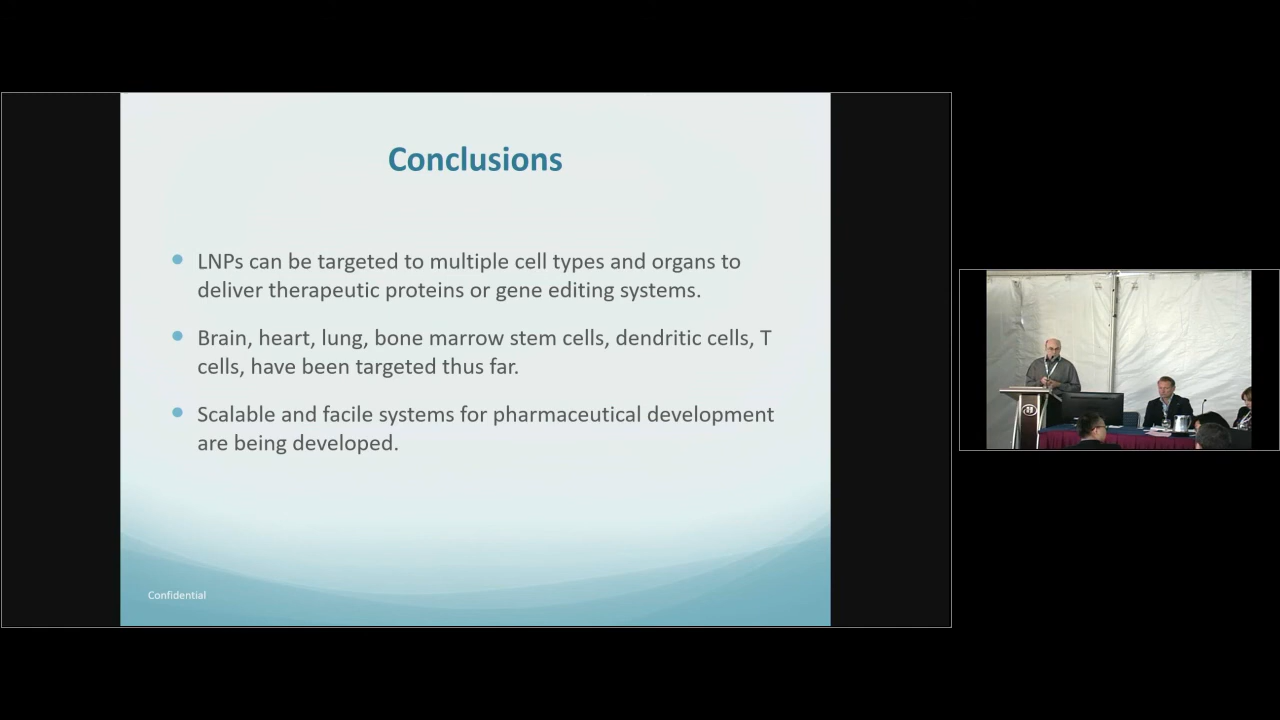 Conclusions
LNPs can be targeted to multiple cell types and organs to
deliver therapeutic proteins or gene editing systems.
Brain, heart, lung, bone marrow stem cells, dendritic cells, T
cells, have been targeted thus far.
Scalable and facile systems for pharmaceutical development
are being developed.
Confidential